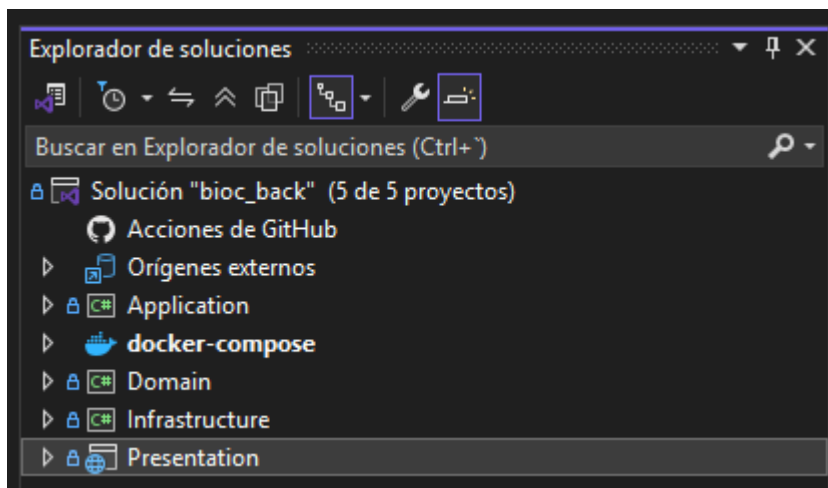 Explorador de soluciones
Buscar en Explorador de soluciones (Ctrl+`)
Solución "bioc_back" (5 de 5 proyectos)
Acciones de GitHub
Orígenes externos
C# Application
docker-compose
C# Domain
C# Infrastructure
Presentation